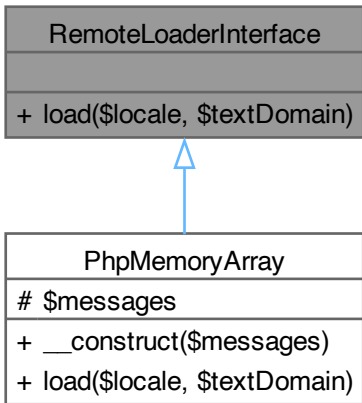 RemoteLoaderInterface
+ load($locale, $textDomain)
PhpMemoryArray
# $messages
+ __construct($messages)
+ load($locale, $textDomain)